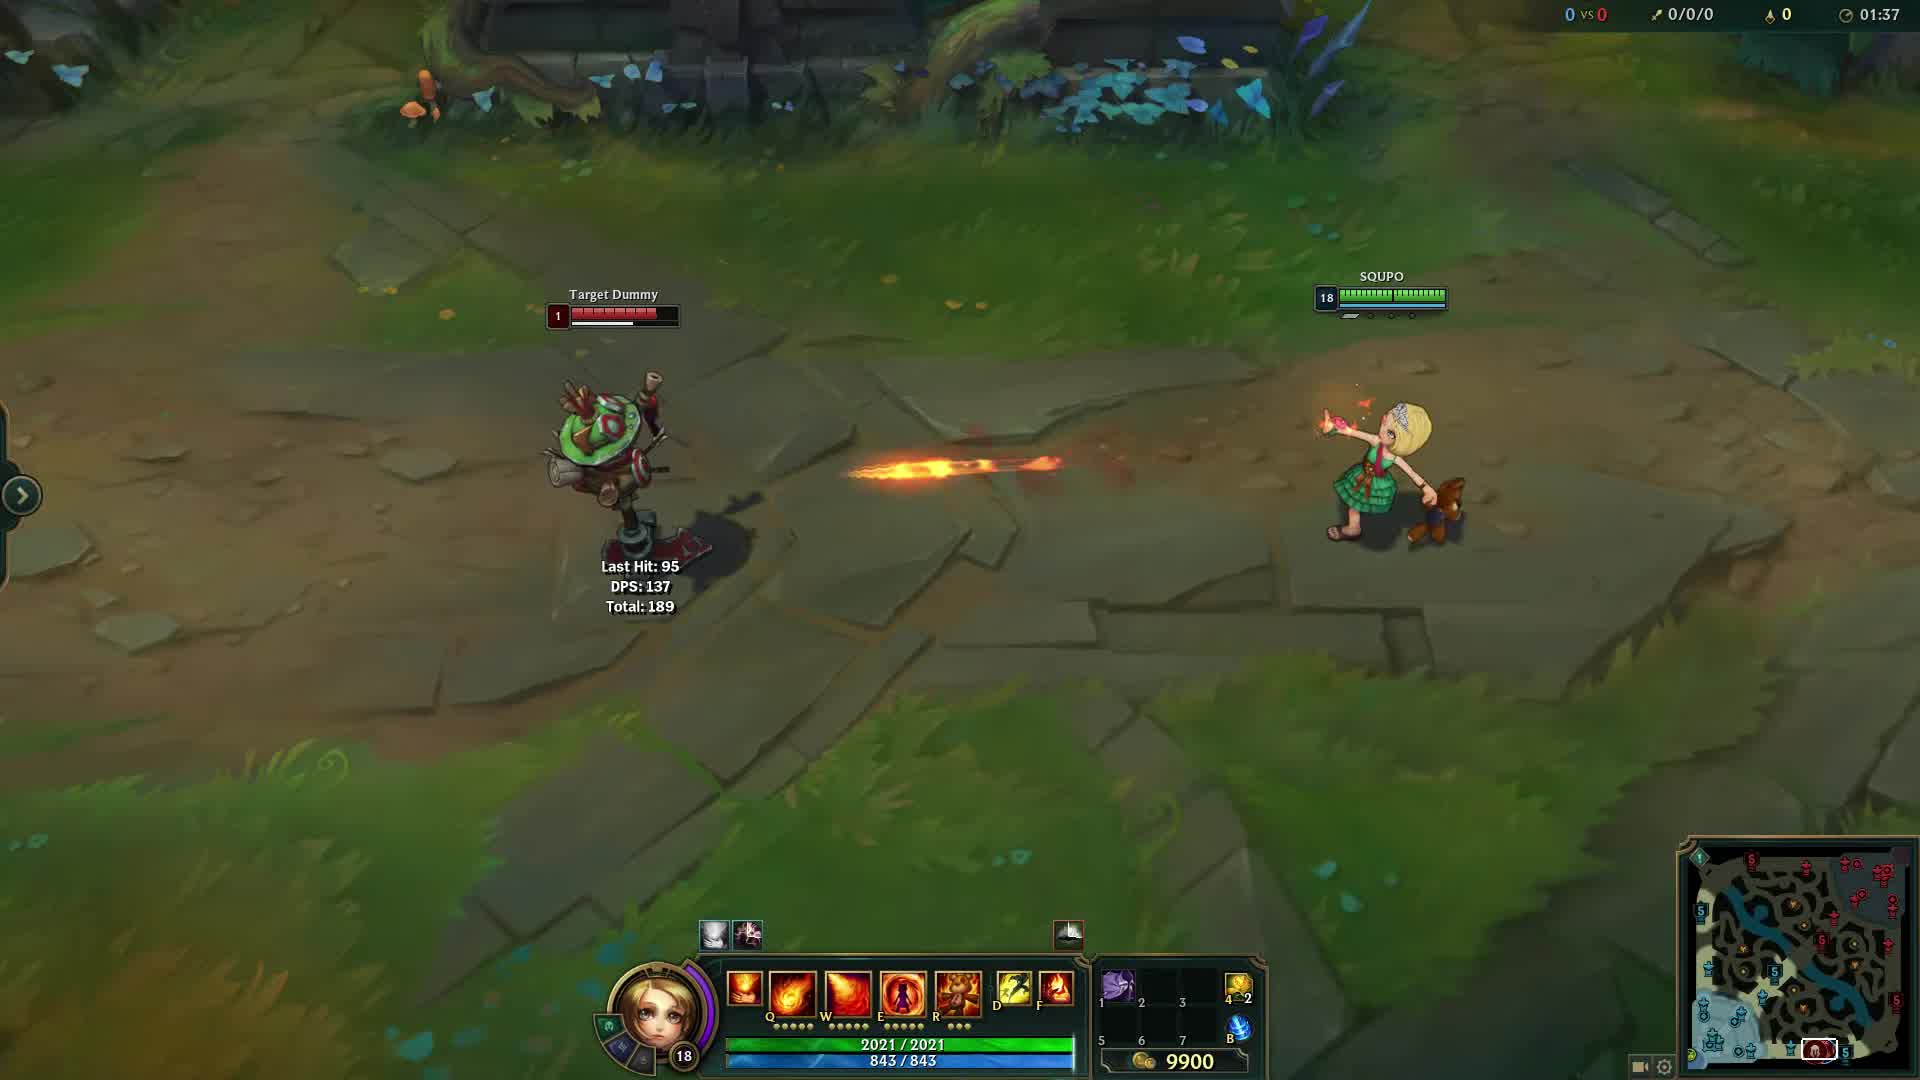 0 VS 0
0/0/0
0
01:37
Target Dummy
1
SQUPO
18
Last Hit: 95
DPS: 137
Total: 189
Q
W
E
R
D
F
1
2
3
4
2
5
6
7
B
18
2021 / 2021
843 / 843
9900
S
S
S
S
S
S
S